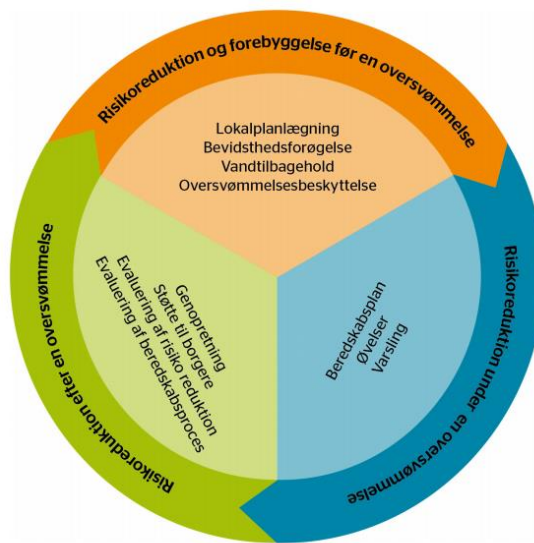 Risikoreduktion og forebyggelse før en oversvømmelse
Lokalplanlægning
Bevidsthedsforøgelse
Vandtilbagehold
Oversvømmelsesbeskyttelse
Risikoreduktion under en oversvømmelse
Beredskabsplan
Øvelser
Varsling
Risikoreduktion efter en oversvømmelse
Genopretning
Støtte til borgere
Evaluering af risiko reduktion
Evaluering af beredskabsproces